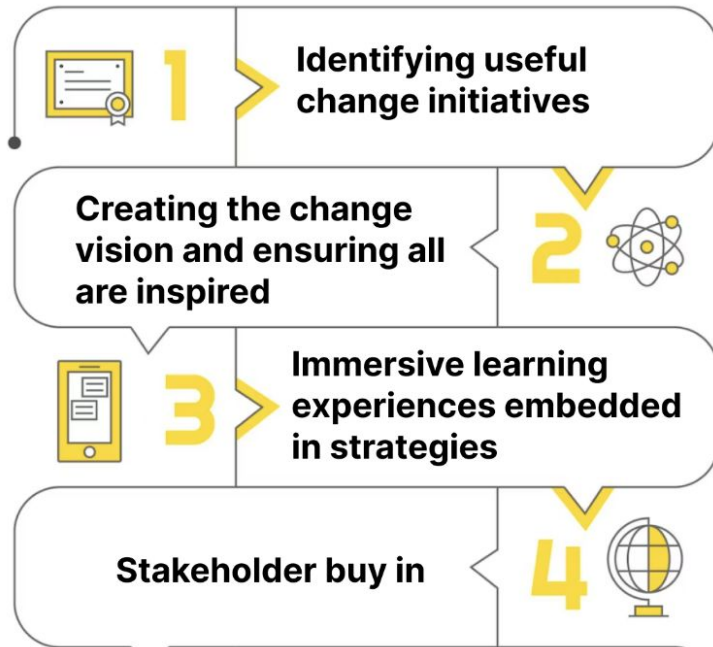 1
Identifying useful
change initiatives
Creating the change
vision and ensuring all
are inspired
2
3
Immersive learning
experiences embedded
in strategies
Stakeholder buy in
4